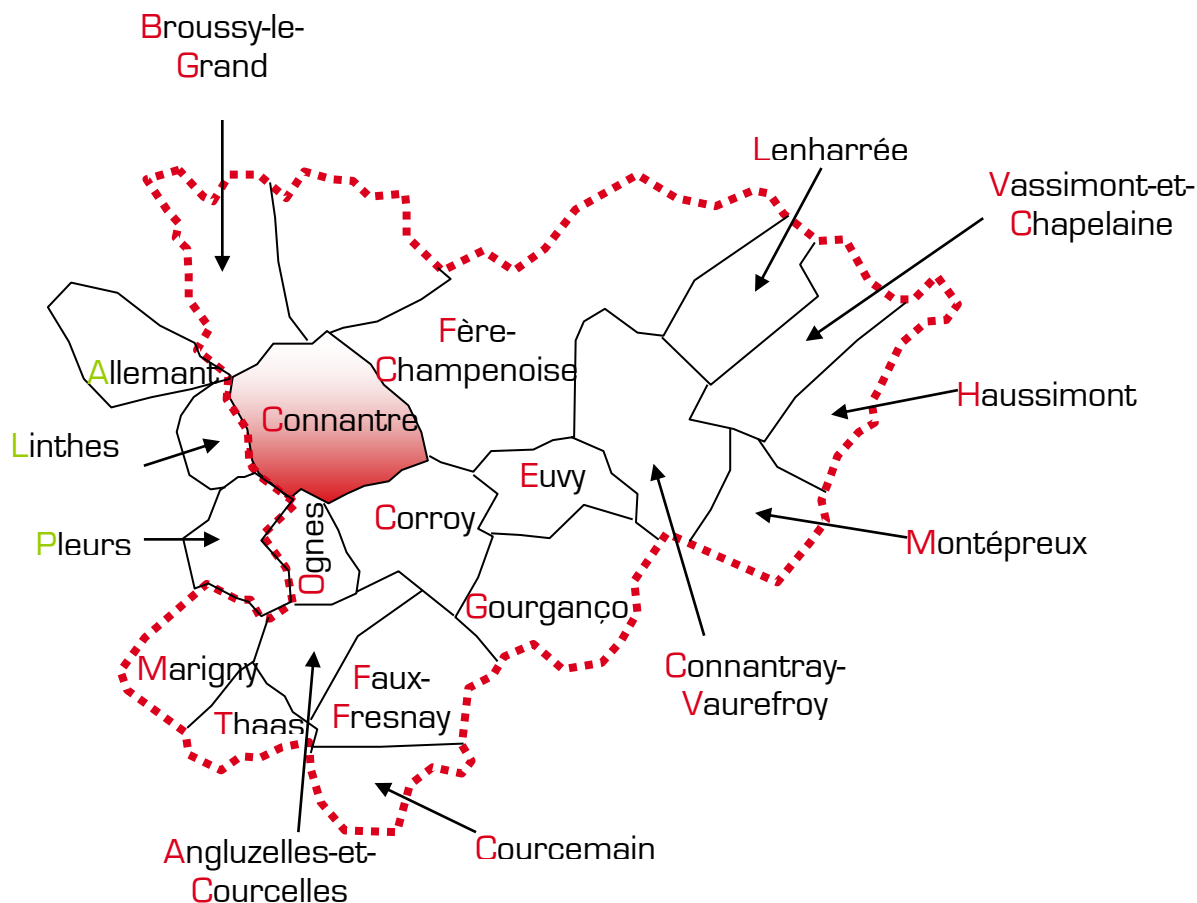 Broussy-le-
Grand
Lenharrée
Vassimont-et-
Chapelaine
Fère-
Champenoise
Allemant
Haussimont
Connantre
Linthes
Euvy
Corroy
Ognes
Pleurs
Montépreux
Gourganço
Marigny
Faux-
Fresnay
Connantray-
Vaurefroy
Thaas
Angluzelles-et-
Courcelles
Courcemain